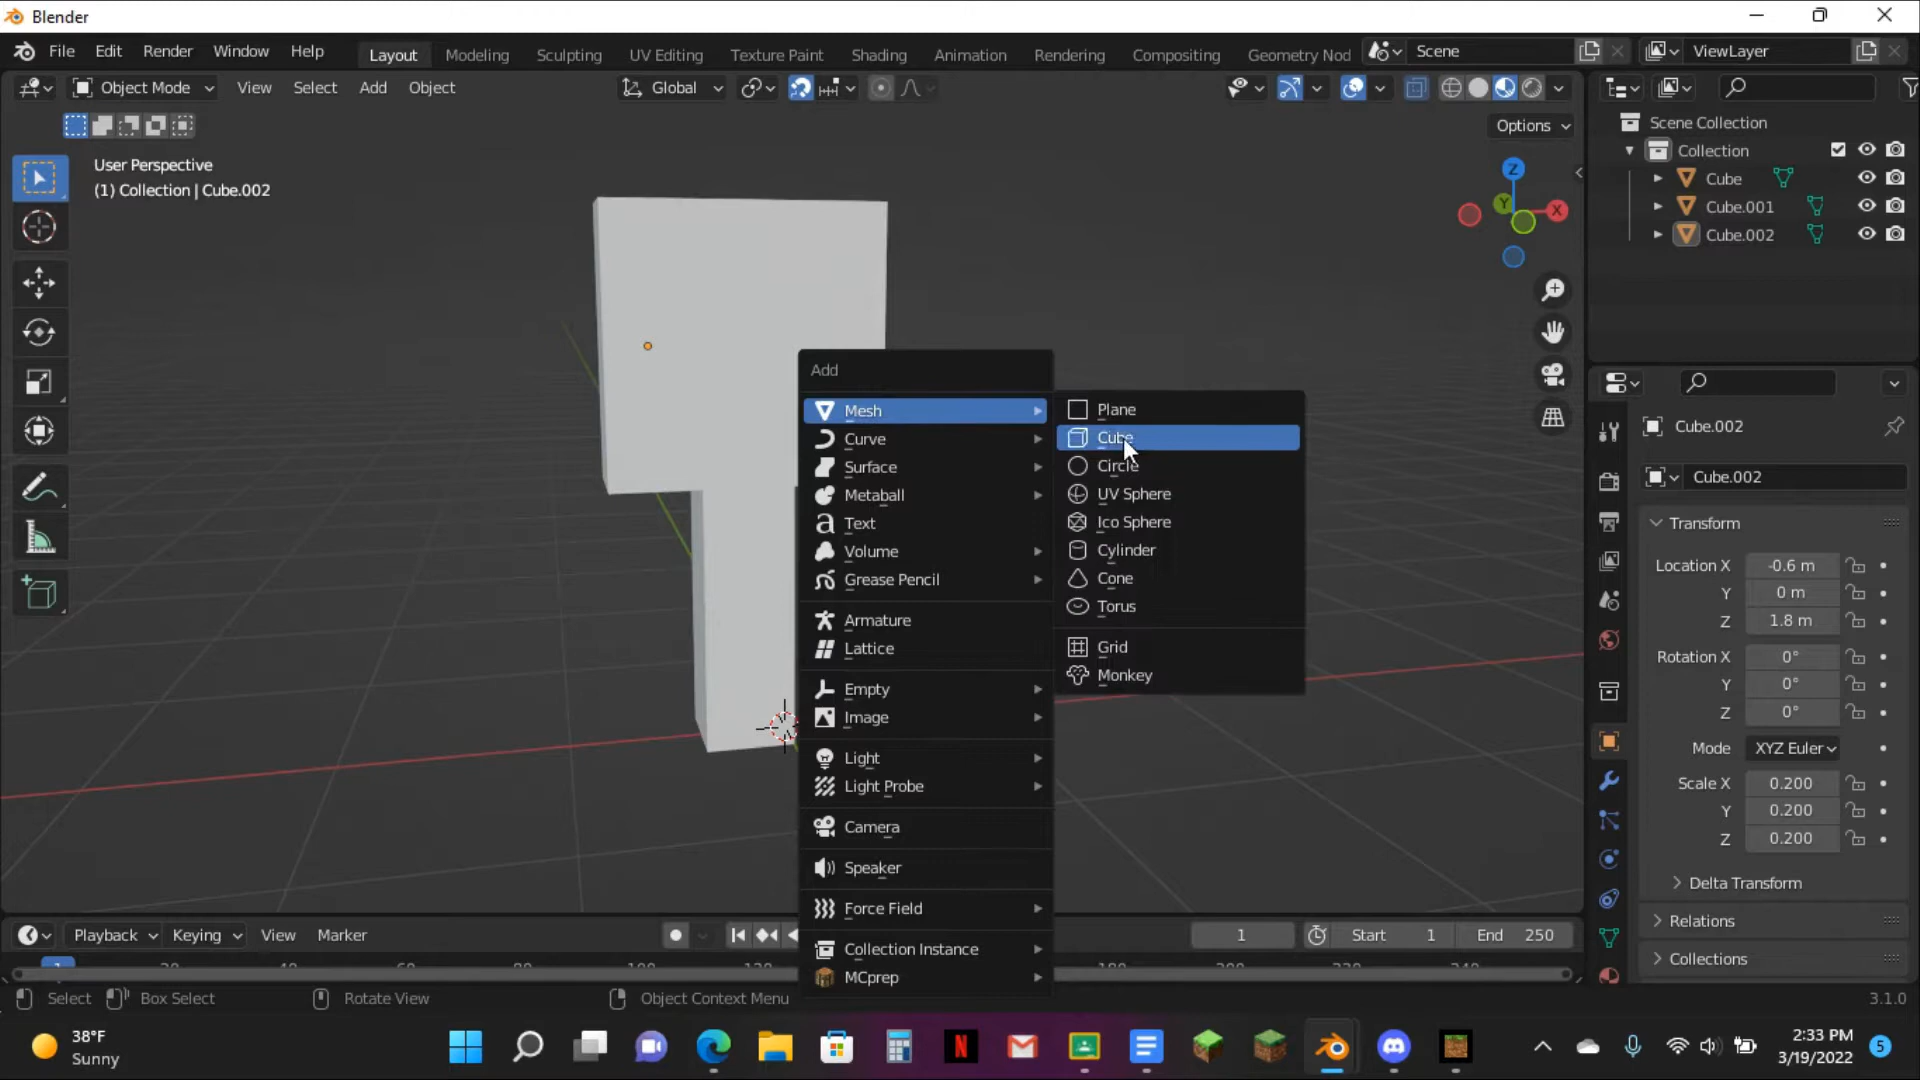 Blender
File Edit Render Window Help Layout Modeling Sculpting UV Editing Texture Paint Shading Animation Rendering Compositing Geometry Nod Scene ViewLayer
Object Mode View Select Add Object Global
Options
User Perspective
(1) Collection | Cube.002
Z
Y
X
Scene Collection
Collection
Cube
Cube.001
Cube.002
Add
Mesh
Curve
Surface
Metaball
Text
Volume
Grease Pencil
Armature
Lattice
Empty
Image
Light
Light Probe
Camera
Speaker
Force Field
Collection Instance
MCprep
Plane
Cube
Circle
UV Sphere
Ico Sphere
Cylinder
Cone
Torus
Grid
Monkey
Cube.002
Cube.002
Transform
Location X -0.6 m
Y 0 m
Z 1.8 m
Rotation X 0°
Y 0°
Z 0°
Mode XYZ Euler
Scale X 0.200
Y 0.200
Z 0.200
Delta Transform
Relations
Collections
Playback Keying View Marker 1 Start 1 End 250
Select Box Select Rotate View Object Context Menu 3.1.0
38°F
Sunny
2:33 PM
3/19/2022
5